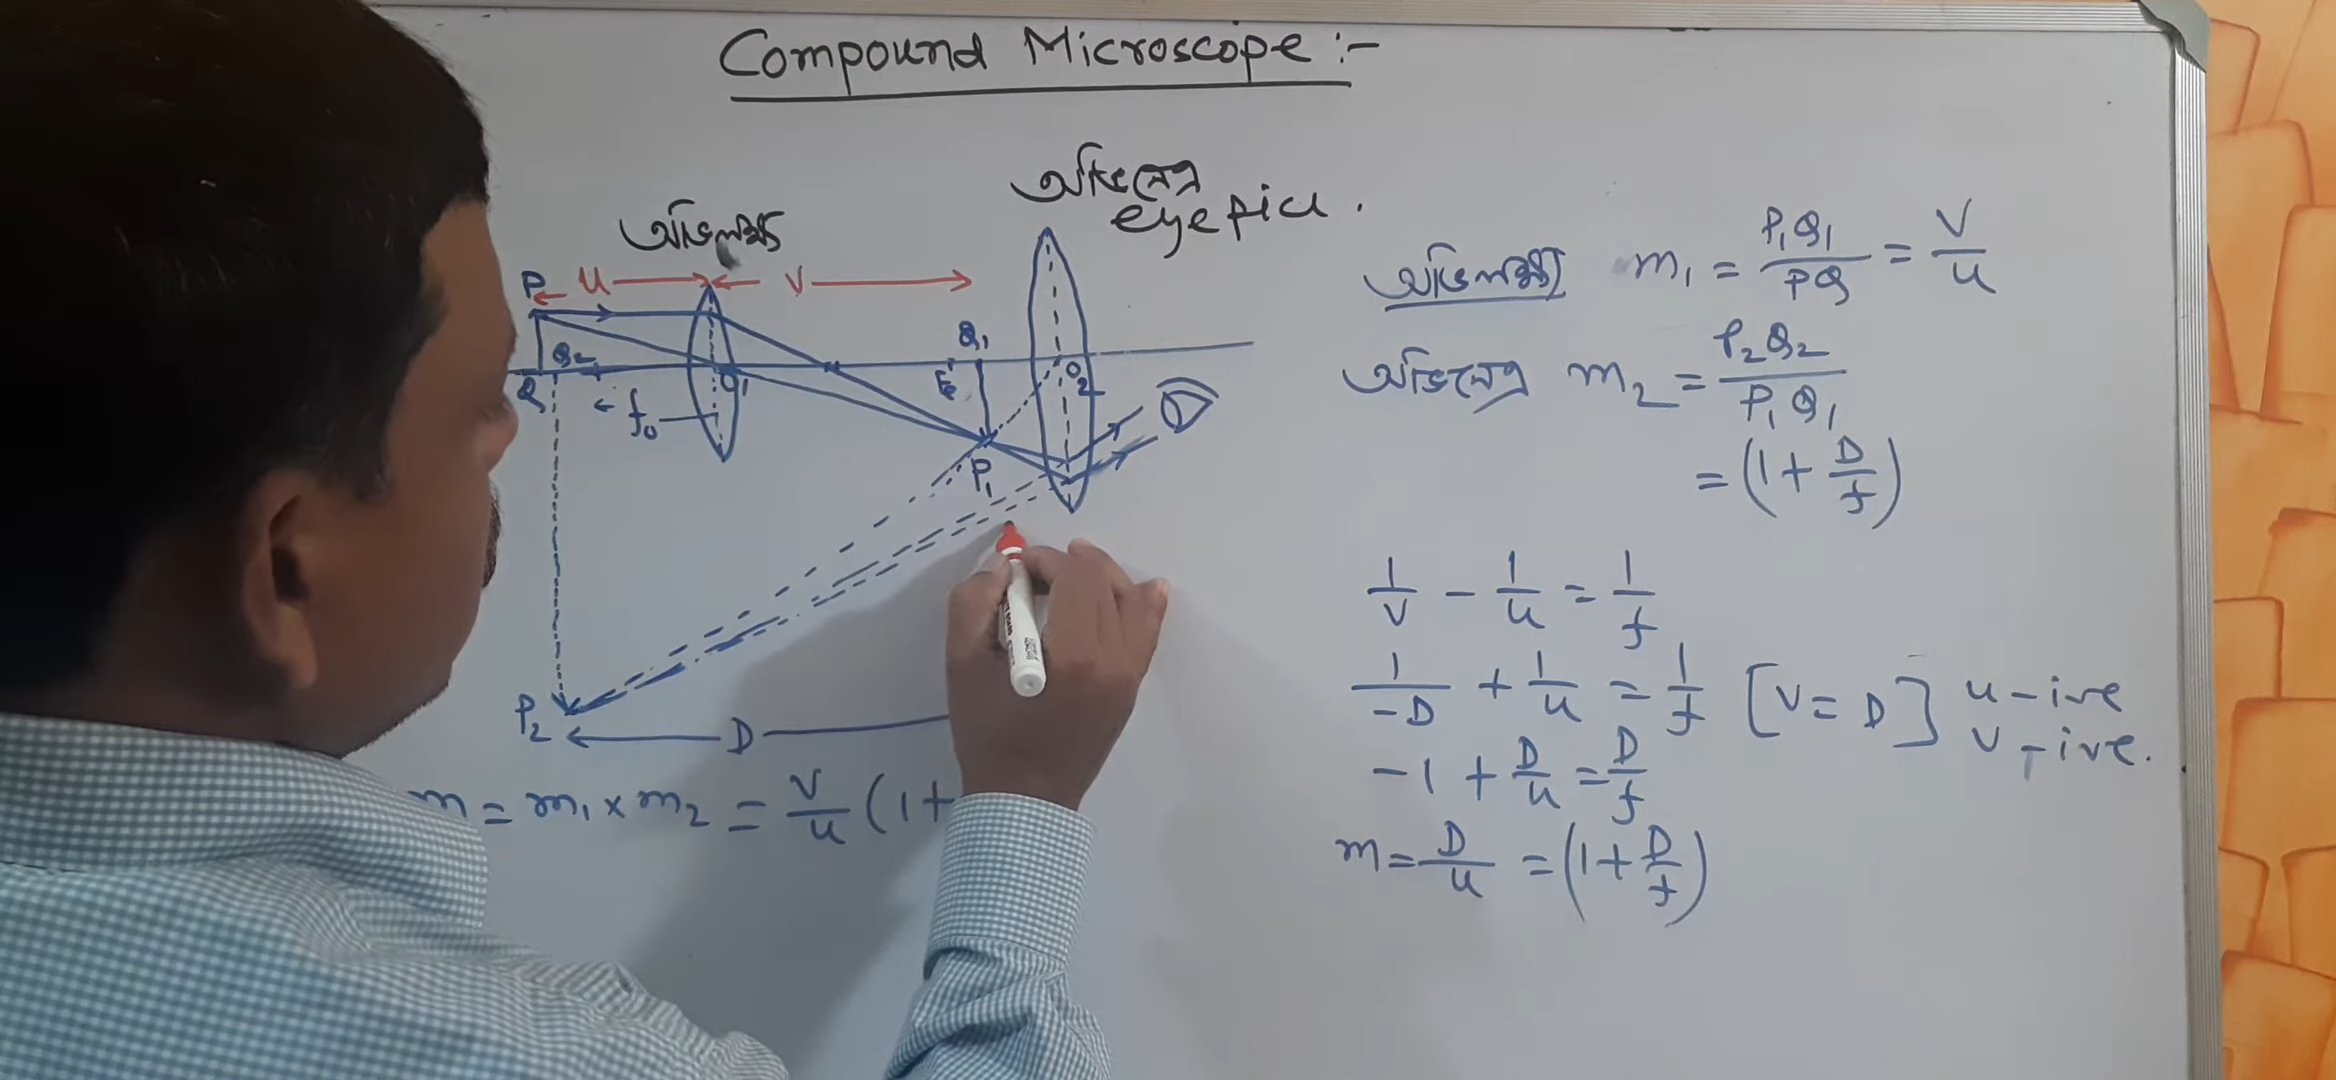 Compound Microscope :-
অভিনেত্র
eyepice.
অভিলক্ষ্য
P u v
Q₂ Q₁
Q f₀ O₁ Fe' O₂
P₁
P₂ D
m = m₁ × m₂ = v/u (1+
অভিলক্ষ্য m₁ = P₁Q₁/PQ = v/u
অভিনেত্র m₂ = P₂Q₂/P₁Q₁
= (1 + D/f)
1/v - 1/u = 1/f
1/-D + 1/u = 1/f [v = D] u -ive
v -ive.
-1 + D/u = D/f
m = D/u = (1 + D/f)